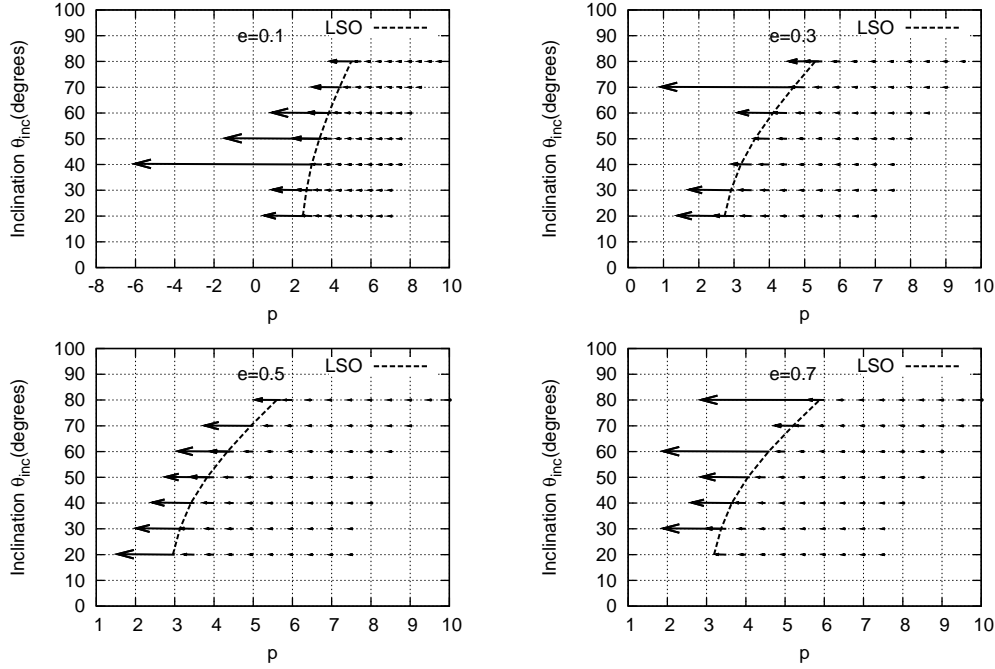 100
90
80
70
60
50
40
30
20
10
0
Inclination θinc(degrees)
e=0.1
LSO
-8 -6 -4 -2 0 2 4 6 8 10
p
100
90
80
70
60
50
40
30
20
10
0
Inclination θinc(degrees)
e=0.3
LSO
0 1 2 3 4 5 6 7 8 9 10
p
100
90
80
70
60
50
40
30
20
10
0
Inclination θinc(degrees)
e=0.5
LSO
1 2 3 4 5 6 7 8 9 10
p
100
90
80
70
60
50
40
30
20
10
0
Inclination θinc(degrees)
e=0.7
LSO
1 2 3 4 5 6 7 8 9 10
p